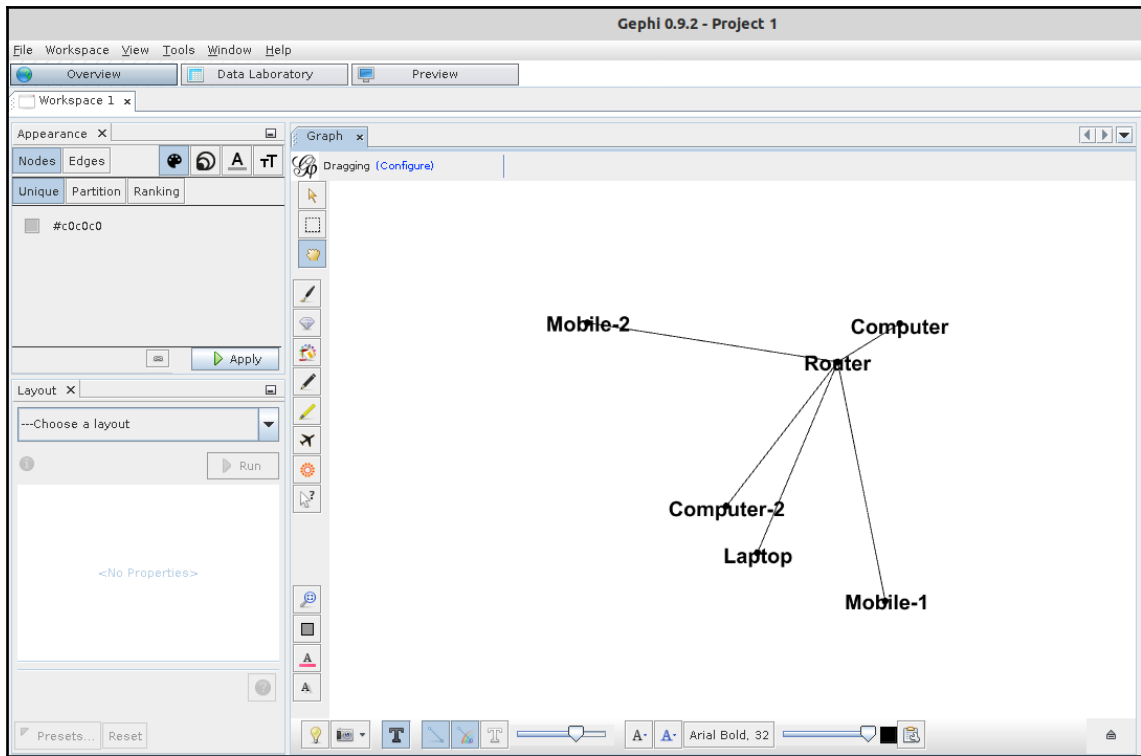 Gephi 0.9.2 - Project 1
File Workspace View Tools Window Help
Overview Data Laboratory Preview
Workspace 1 x
Appearance X
Nodes Edges A TT
Unique Partition Ranking
#c0c0c0
Apply
Layout X
---Choose a layout
Run
<No Properties>
Presets... Reset
Graph x
Dragging (Configure)
Mobile-2
Computer
Router
Computer-2
Laptop
Mobile-1
A
A
T T A- A- Arial Bold, 32